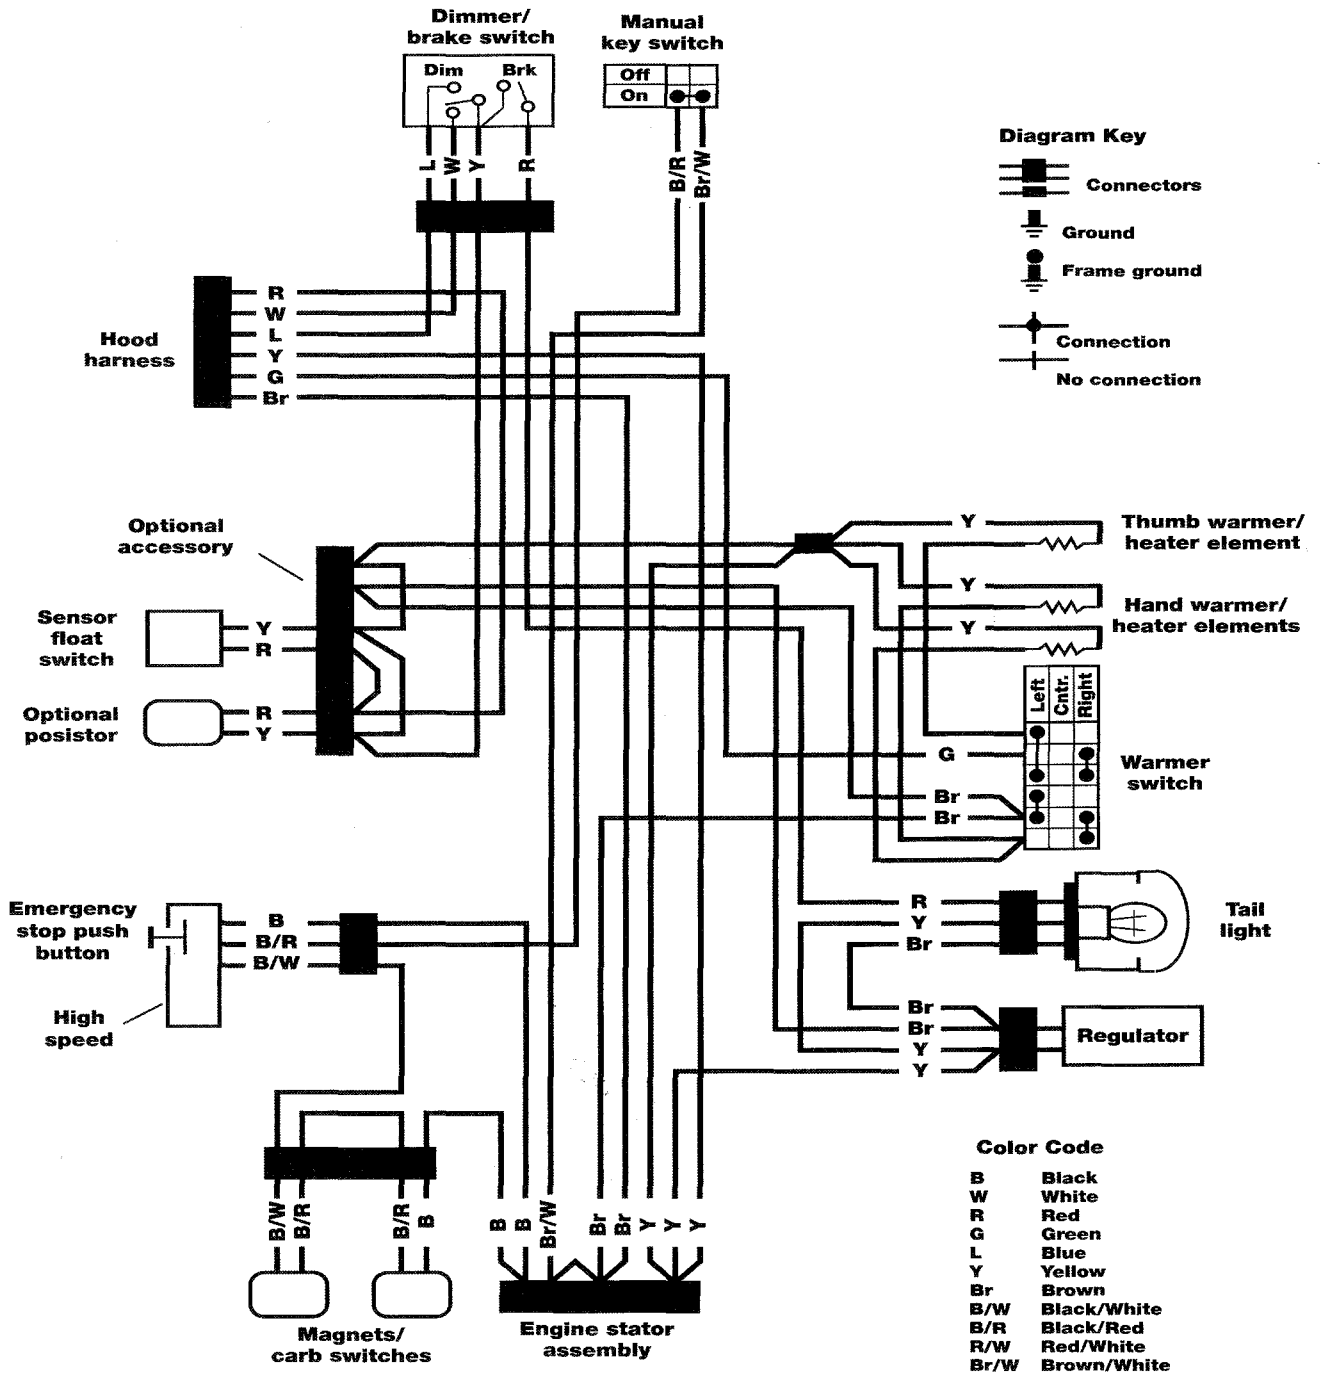 Dimmer/
brake switch
Manual
key switch
Dim
Brk
Off
On
L
W
Y
R
B/R
Br/W
Diagram Key
Connectors
Ground
Frame ground
Connection
No connection
Hood
harness
R
W
L
Y
G
Br
Optional
accessory
Sensor
float
switch
Y
R
Optional
posistor
R
Y
Y
Thumb warmer/
heater element
Y
Hand warmer/
heater elements
Y
Left
Cntr.
Right
G
Br
Br
Warmer
switch
Emergency
stop push
button
B
B/R
B/W
High
speed
R
Y
Br
Tail
light
Br
Br
Y
Y
Regulator
B/W
B/R
B/R
B
B
B
Br/W
Br
Br
Y
Y
Y
Magnets/
carb switches
Engine stator
assembly
Color Code
B Black
W White
R Red
G Green
L Blue
Y Yellow
Br Brown
B/W Black/White
B/R Black/Red
R/W Red/White
Br/W Brown/White